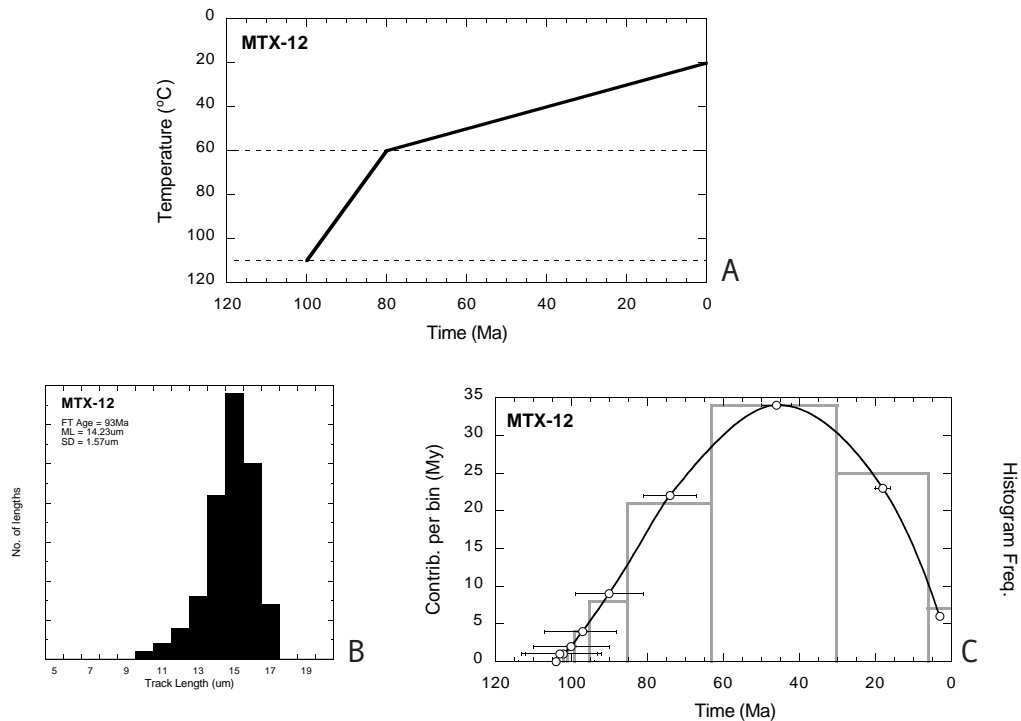 MTX-12
0
20
40
60
80
100
120
Temperature (°C)
120 100 80 60 40 20 0
Time (Ma)
A
MTX-12
FT Age = 93Ma
ML = 14.23um
SD = 1.57um
No. of lengths
5 7 9 11 13 15 17 19
Track Length (um)
B
MTX-12
35
30
25
20
15
10
5
0
Contrib. per bin (My)
Histogram Freq.
120 100 80 60 40 20 0
Time (Ma)
C